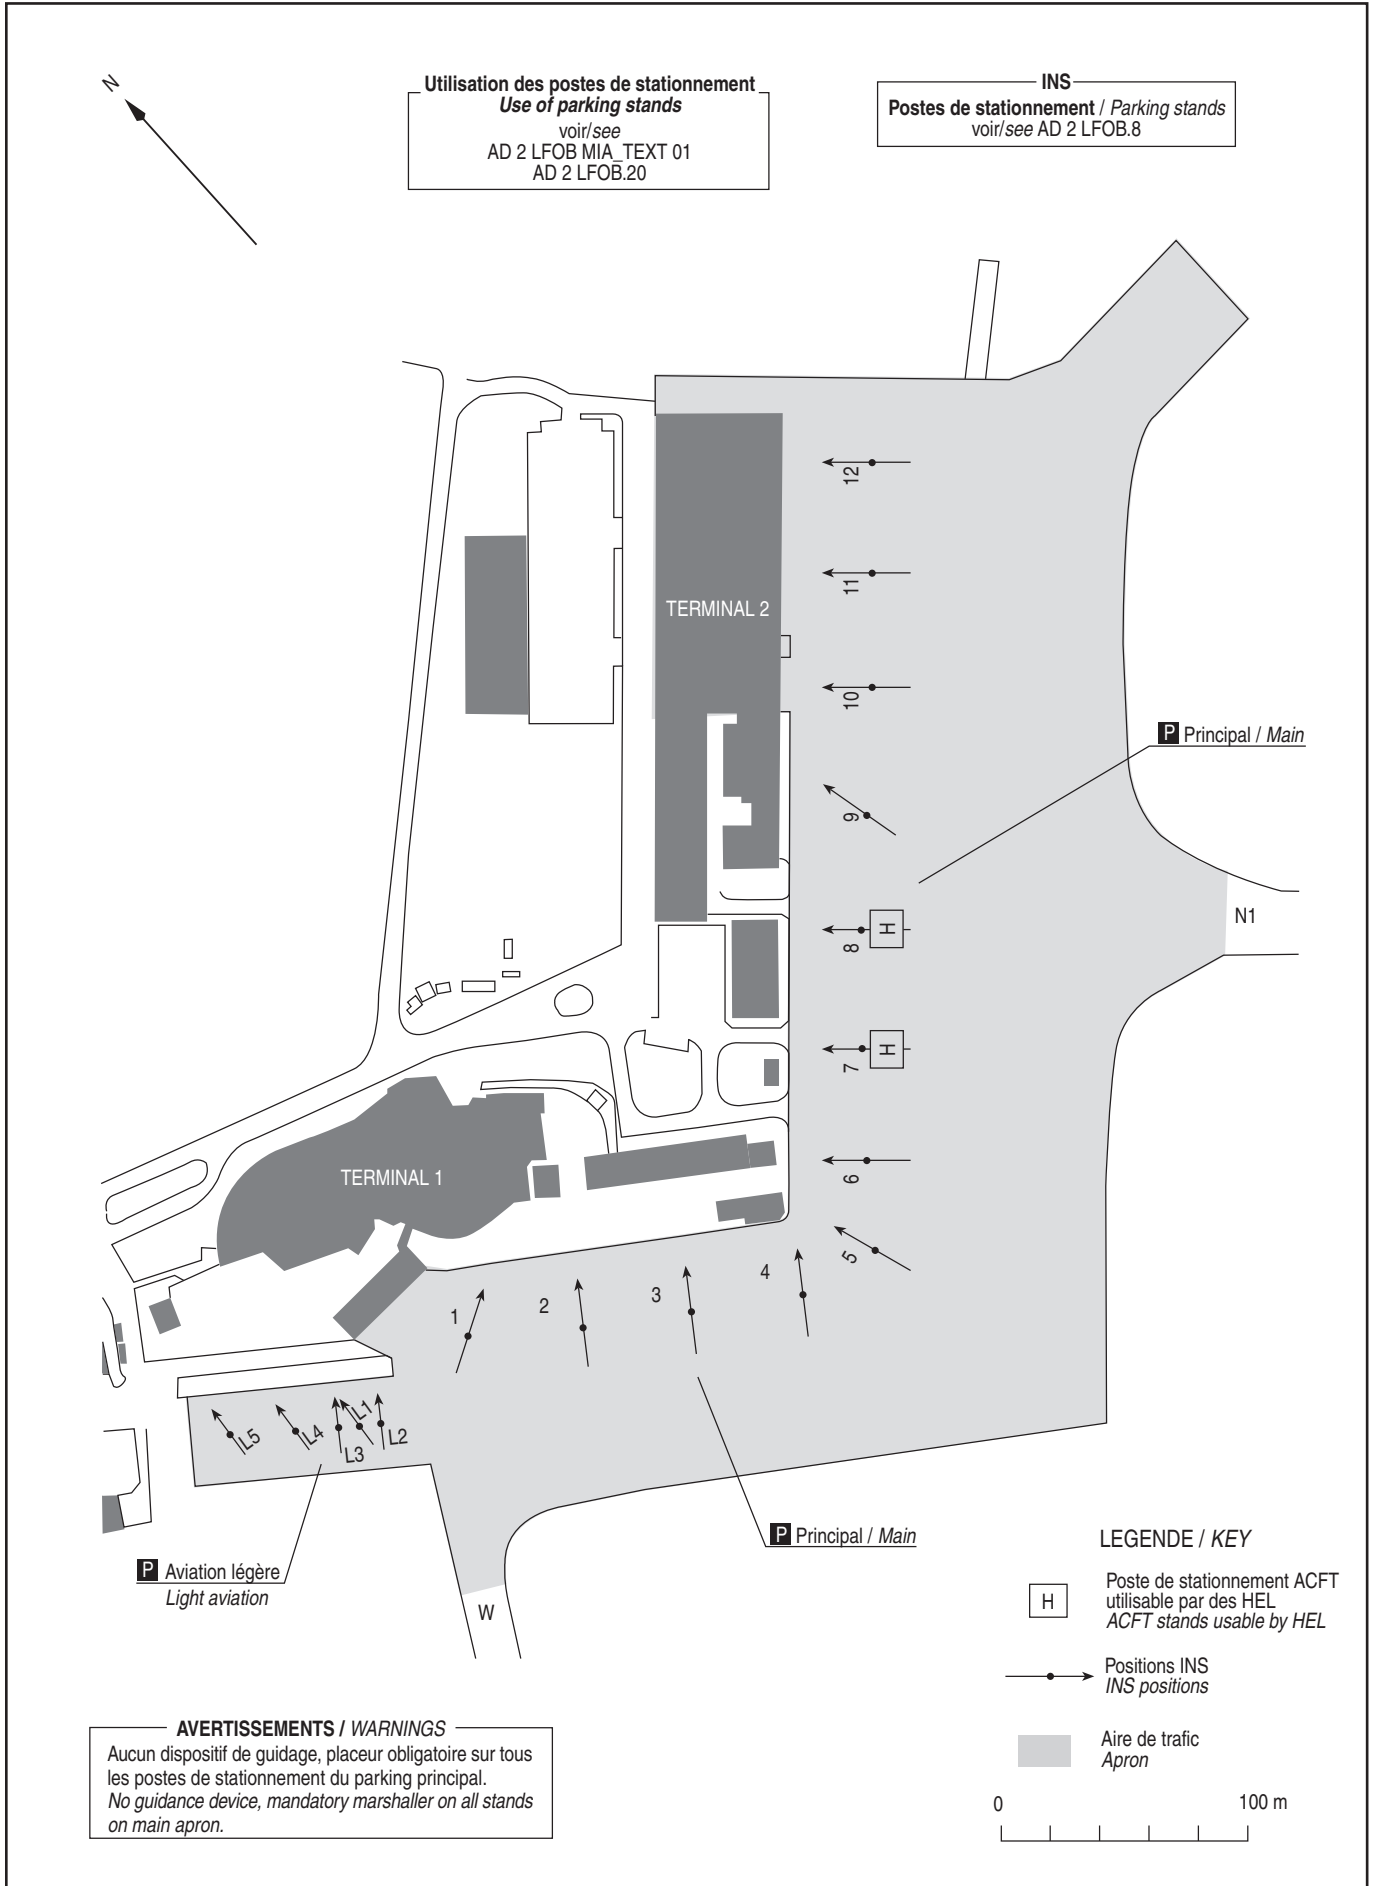 N
Utilisation des postes de stationnement
Use of parking stands
voir/see
AD 2 LFOB MIA_TEXT 01
AD 2 LFOB.20
INS
Postes de stationnement / Parking stands
voir/see AD 2 LFOB.8
12
11
TERMINAL 2
10
P Principal / Main
9
N1
H
8
H
7
TERMINAL 1
6
5
4
3
2
1
L5
L4
L3
L1
L2
P Principal / Main
P Aviation légère
Light aviation
W
LEGENDE / KEY
H
Poste de stationnement ACFT
utilisable par des HEL
ACFT stands usable by HEL
Positions INS
INS positions
Aire de trafic
Apron
0 100 m
AVERTISSEMENTS / WARNINGS
Aucun dispositif de guidage, placeur obligatoire sur tous
les postes de stationnement du parking principal.
No guidance device, mandatory marshaller on all stands
on main apron.